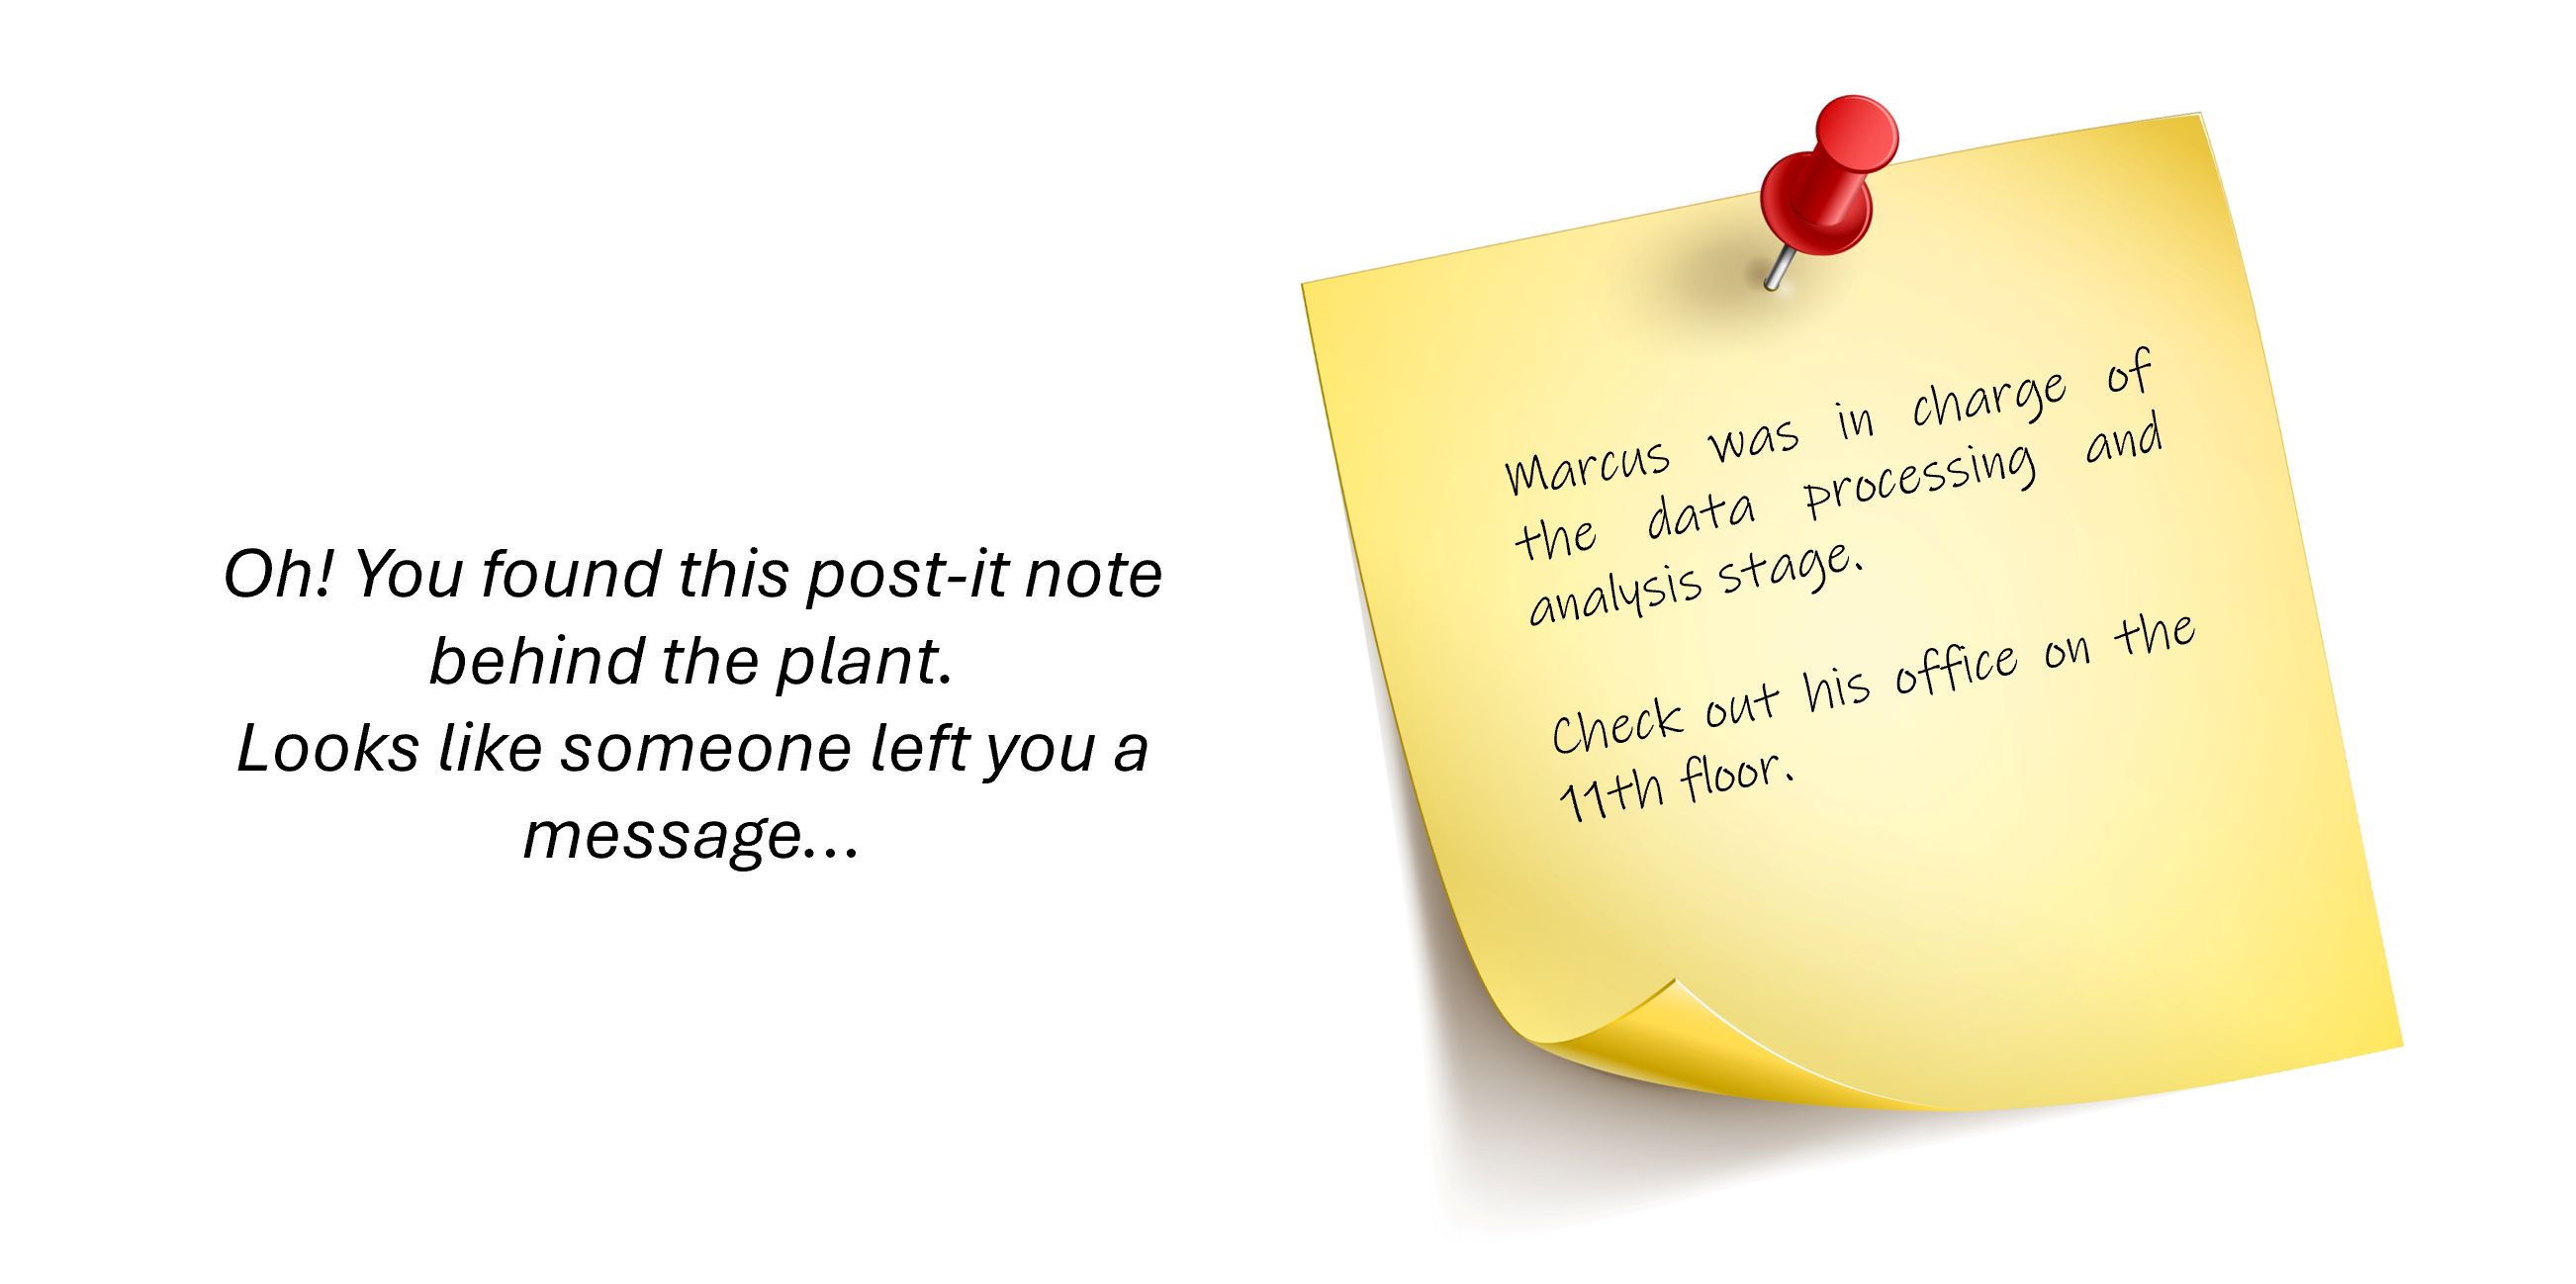 Oh! You found this post-it note
behind the plant.
Looks like someone left you a
message...
Marcus was in charge of
the data processing and
analysis stage.
Check out his office on the
11th floor.